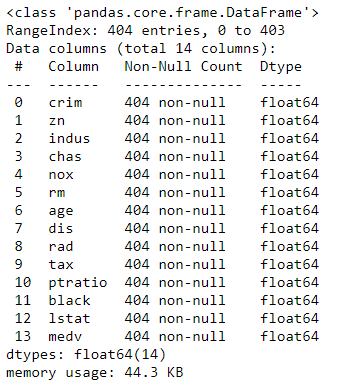 <class 'pandas.core.frame.DataFrame'>
RangeIndex: 404 entries, 0 to 403
Data columns (total 14 columns):
 #   Column   Non-Null Count  Dtype
---  ------   --------------  -----
 0   crim     404 non-null    float64
 1   zn       404 non-null    float64
 2   indus    404 non-null    float64
 3   chas     404 non-null    float64
 4   nox      404 non-null    float64
 5   rm       404 non-null    float64
 6   age      404 non-null    float64
 7   dis      404 non-null    float64
 8   rad      404 non-null    float64
 9   tax      404 non-null    float64
 10  ptratio  404 non-null    float64
 11  black    404 non-null    float64
 12  lstat    404 non-null    float64
 13  medv     404 non-null    float64
dtypes: float64(14)
memory usage: 44.3 KB